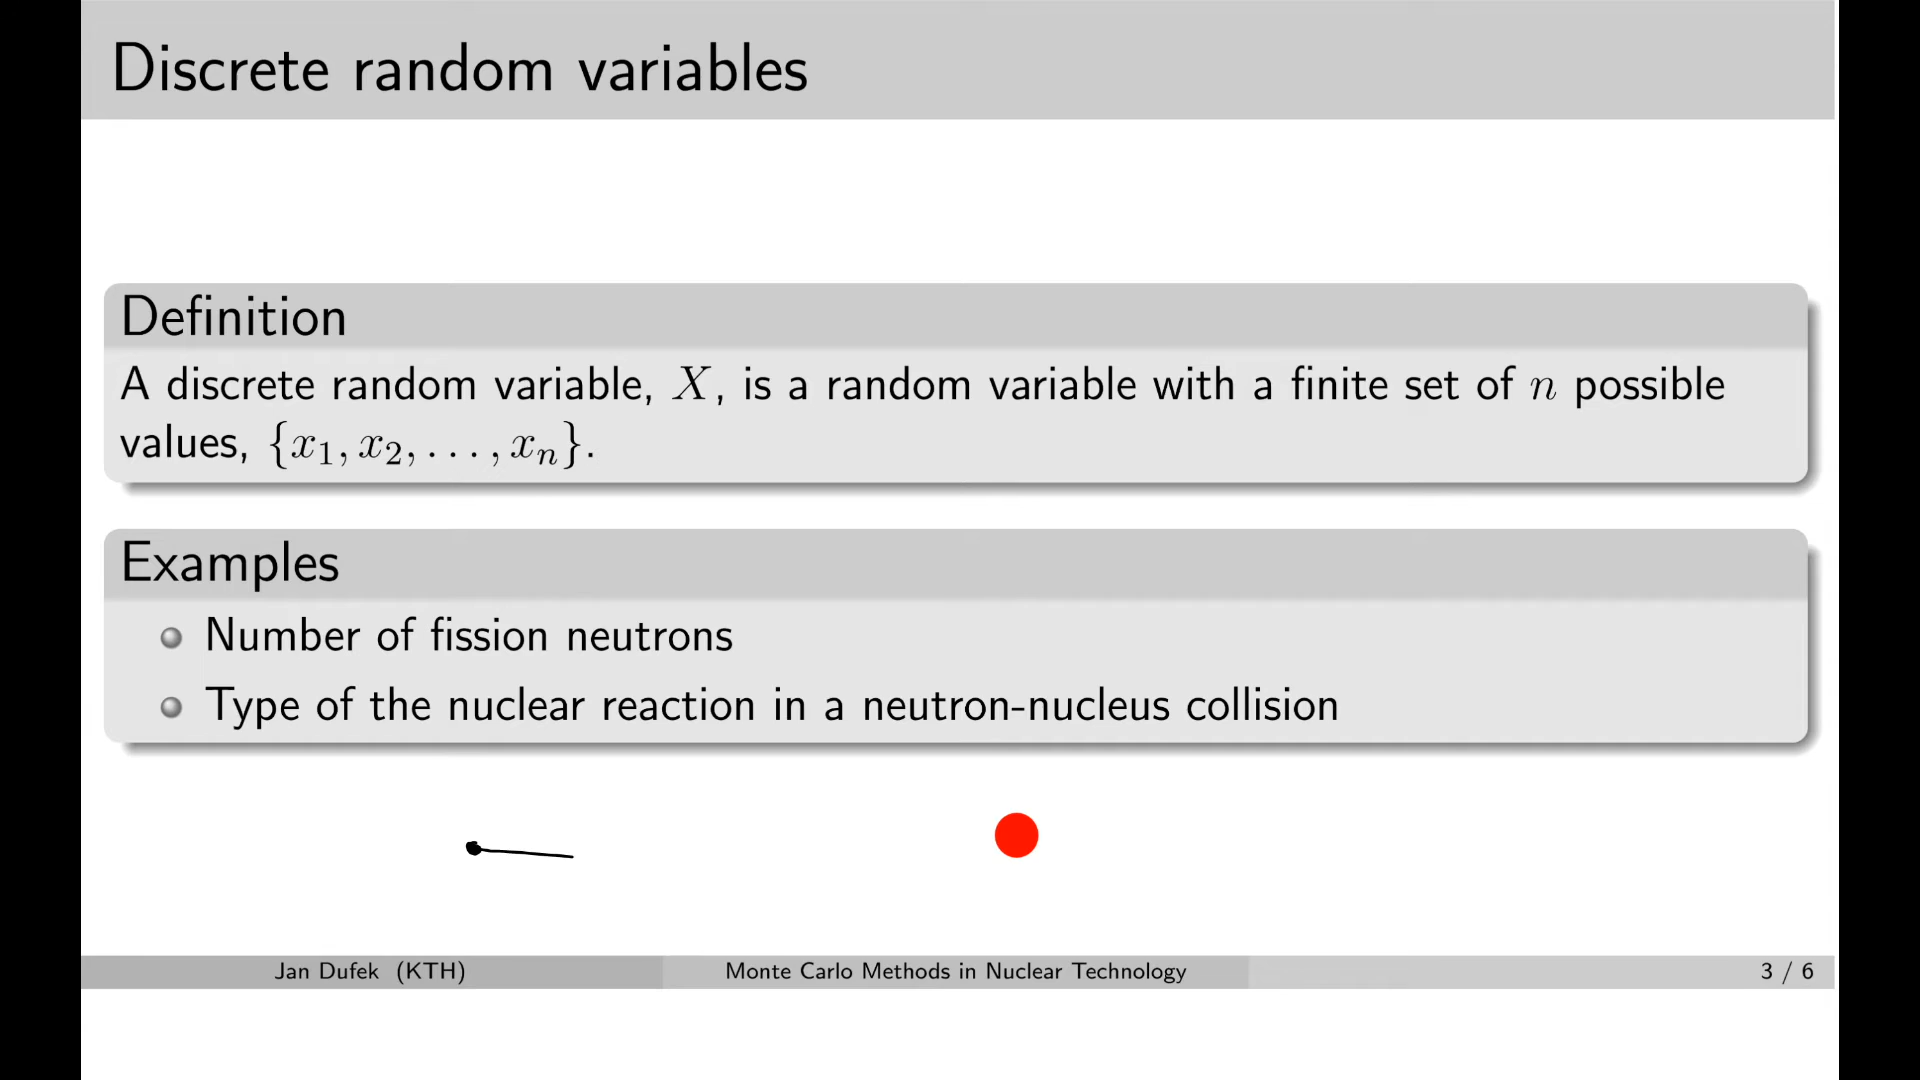 Discrete random variables
Definition
A discrete random variable, X, is a random variable with a finite set of n possible
values, {x₁, x₂, . . . , xₙ}.
Examples
Number of fission neutrons
Type of the nuclear reaction in a neutron-nucleus collision
Jan Dufek (KTH) Monte Carlo Methods in Nuclear Technology 3 / 6